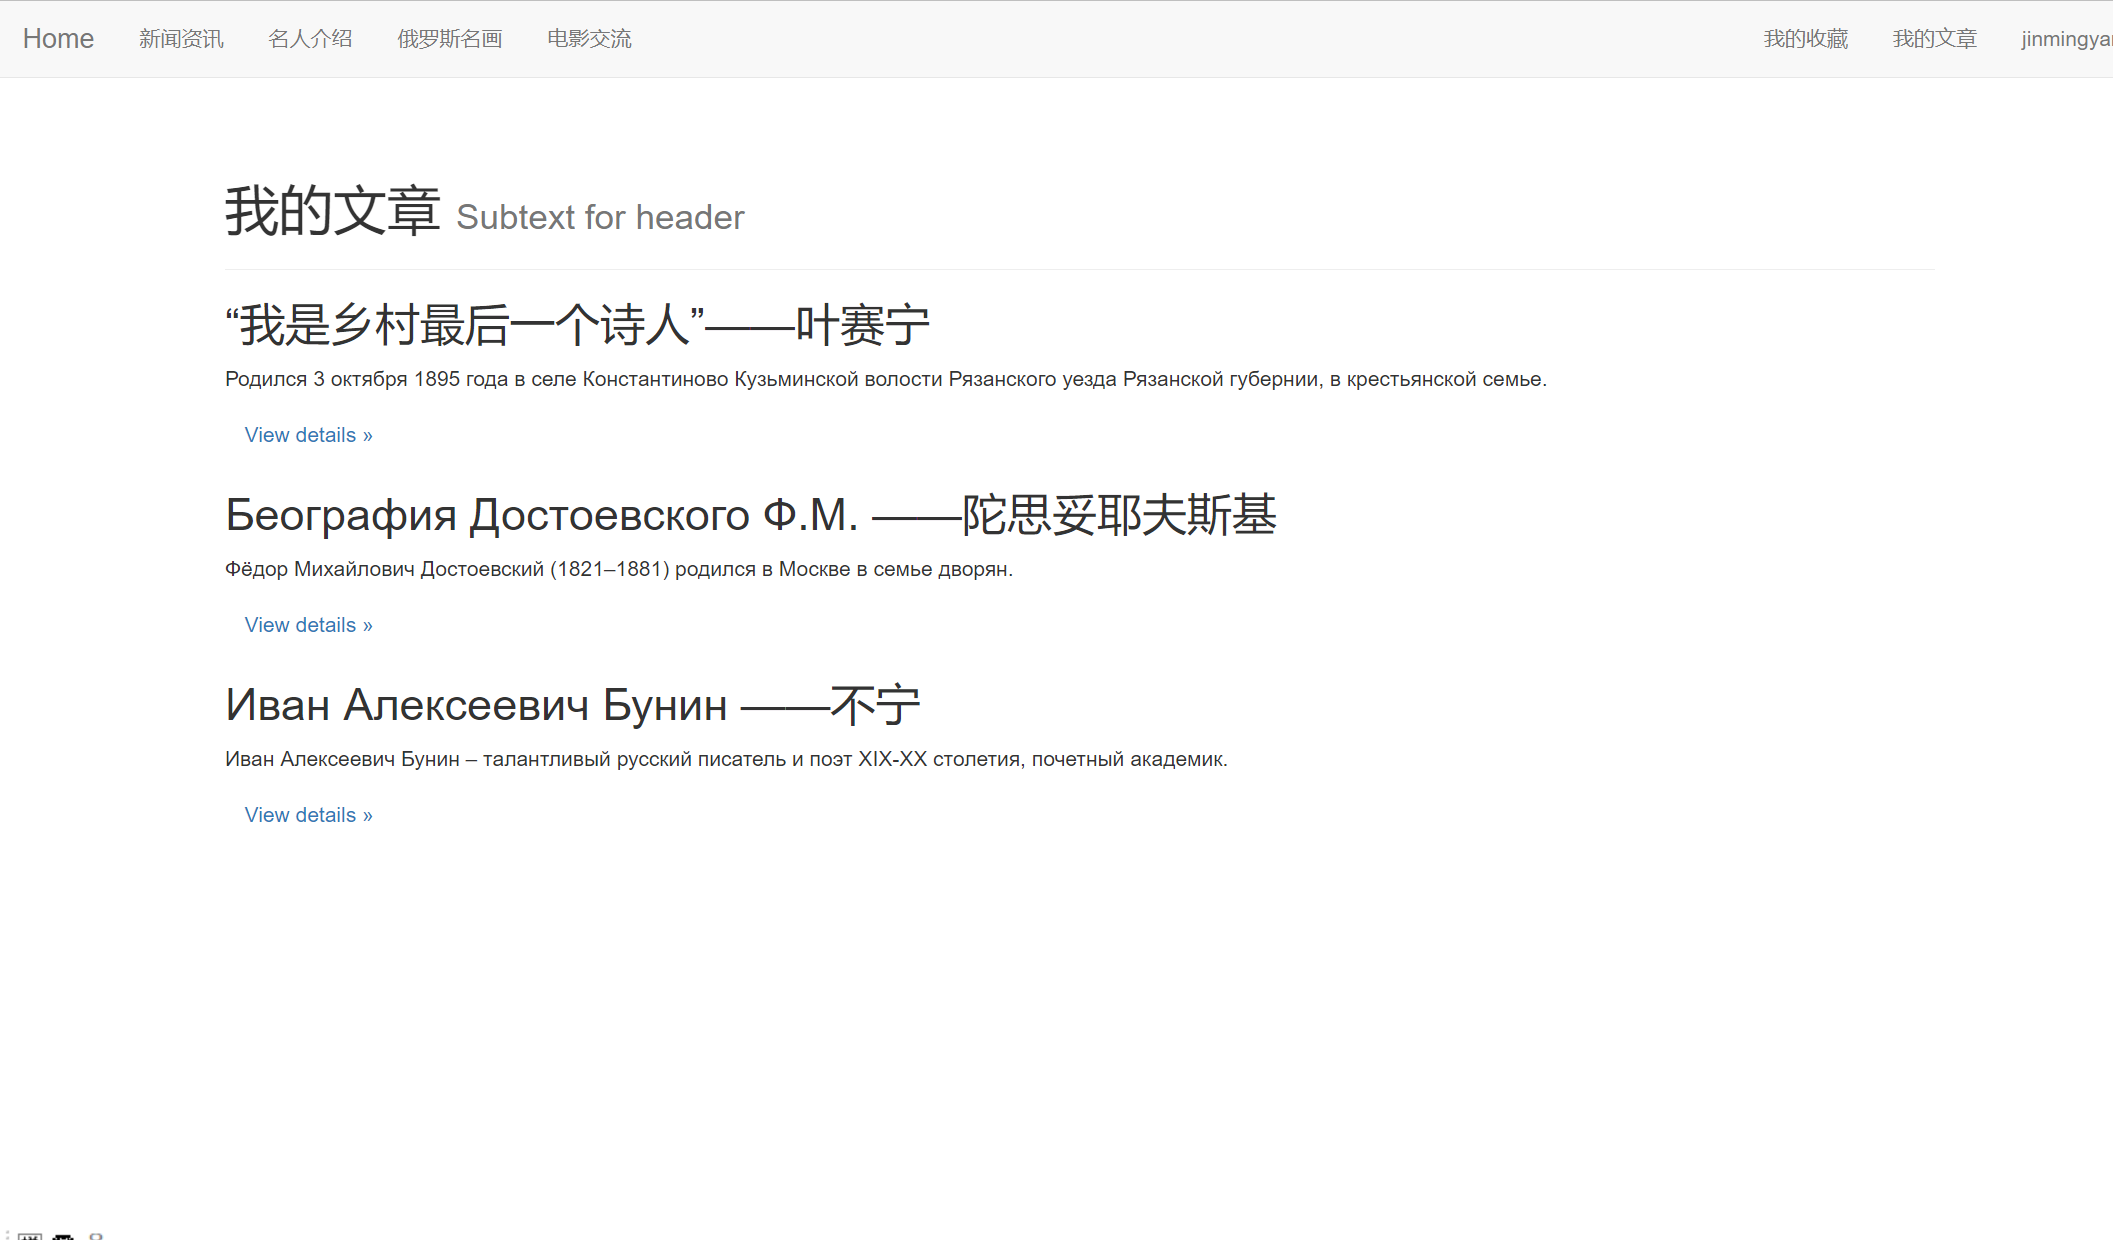 Home 新闻资讯 名人介绍 俄罗斯名画 电影交流 我的收藏 我的文章 jinmingya
我的文章 Subtext for header
“我是乡村最后一个诗人”——叶赛宁
Родился 3 октября 1895 года в селе Константиново Кузьминской волости Рязанского уезда Рязанской губернии, в крестьянской семье.
View details »
Беография Достоевского Ф.М. ——陀思妥耶夫斯基
Фёдор Михайлович Достоевский (1821–1881) родился в Москве в семье дворян.
View details »
Иван Алексеевич Бунин ——不宁
Иван Алексеевич Бунин – талантливый русский писатель и поэт XIX-XX столетия, почетный академик.
View details »